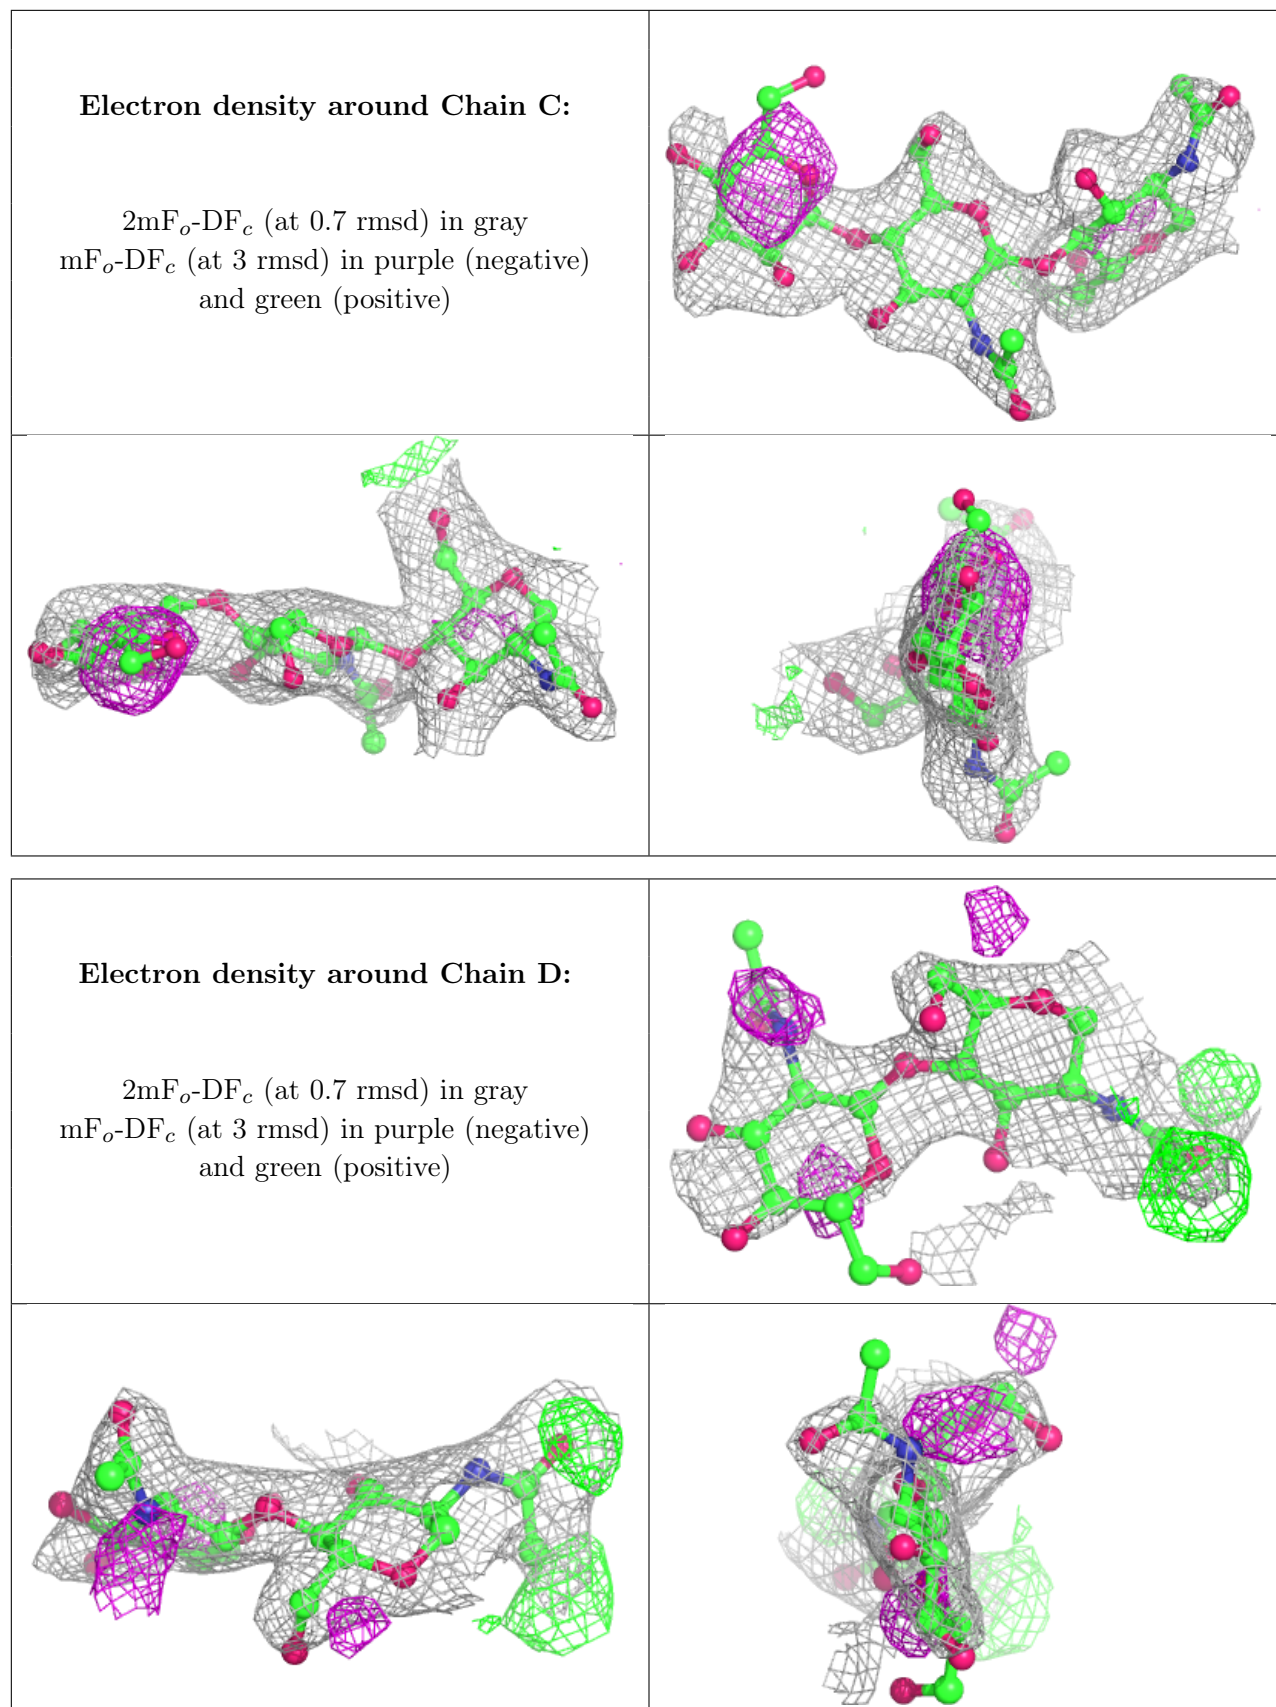 Electron density around Chain C:
2mFo-DFc (at 0.7 rmsd) in gray
mFo-DFc (at 3 rmsd) in purple (negative)
and green (positive)
Electron density around Chain D:
2mFo-DFc (at 0.7 rmsd) in gray
mFo-DFc (at 3 rmsd) in purple (negative)
and green (positive)